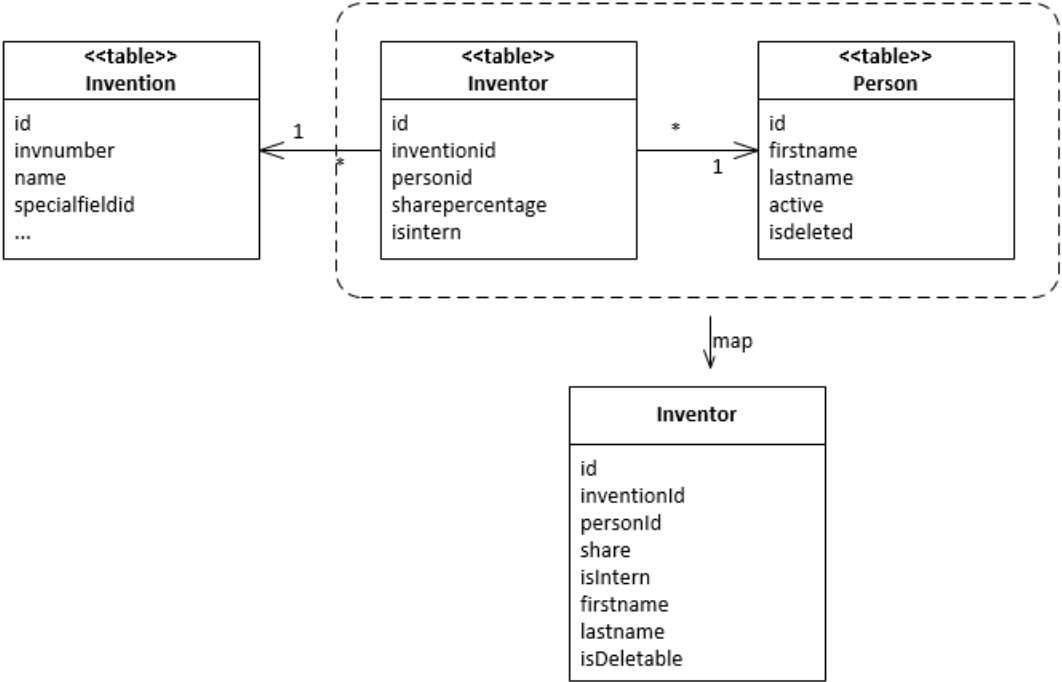 <<table>>
Invention
id
invnumber
name
specialfieldid
...
1
*
<<table>>
Inventor
id
inventionid
personid
sharepercentage
isintern
*
1
<<table>>
Person
id
firstname
lastname
active
isdeleted
map
Inventor
id
inventionId
personId
share
isIntern
firstname
lastname
isDeletable